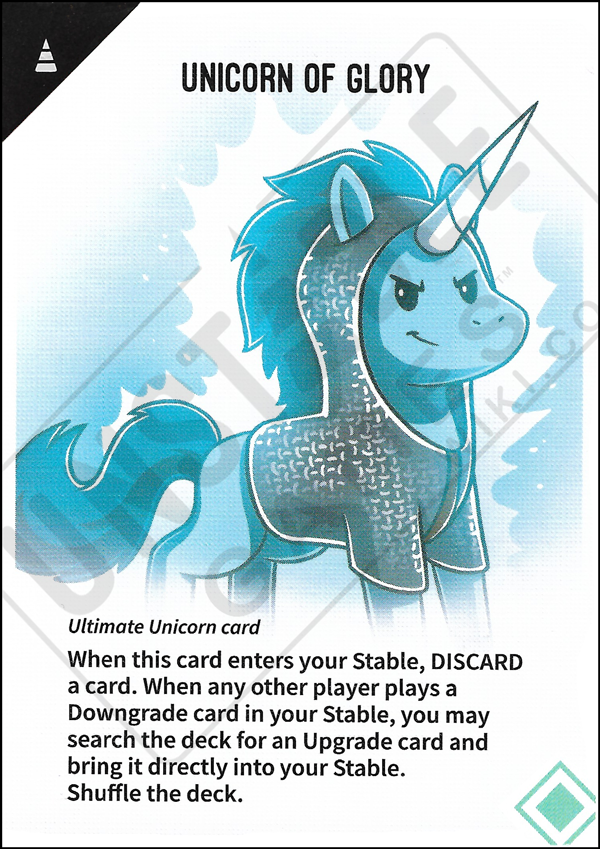 UNICORN OF GLORY
Ultimate Unicorn card
When this card enters your Stable, DISCARD
a card. When any other player plays a
Downgrade card in your Stable, you may
search the deck for an Upgrade card and
bring it directly into your Stable.
Shuffle the deck.